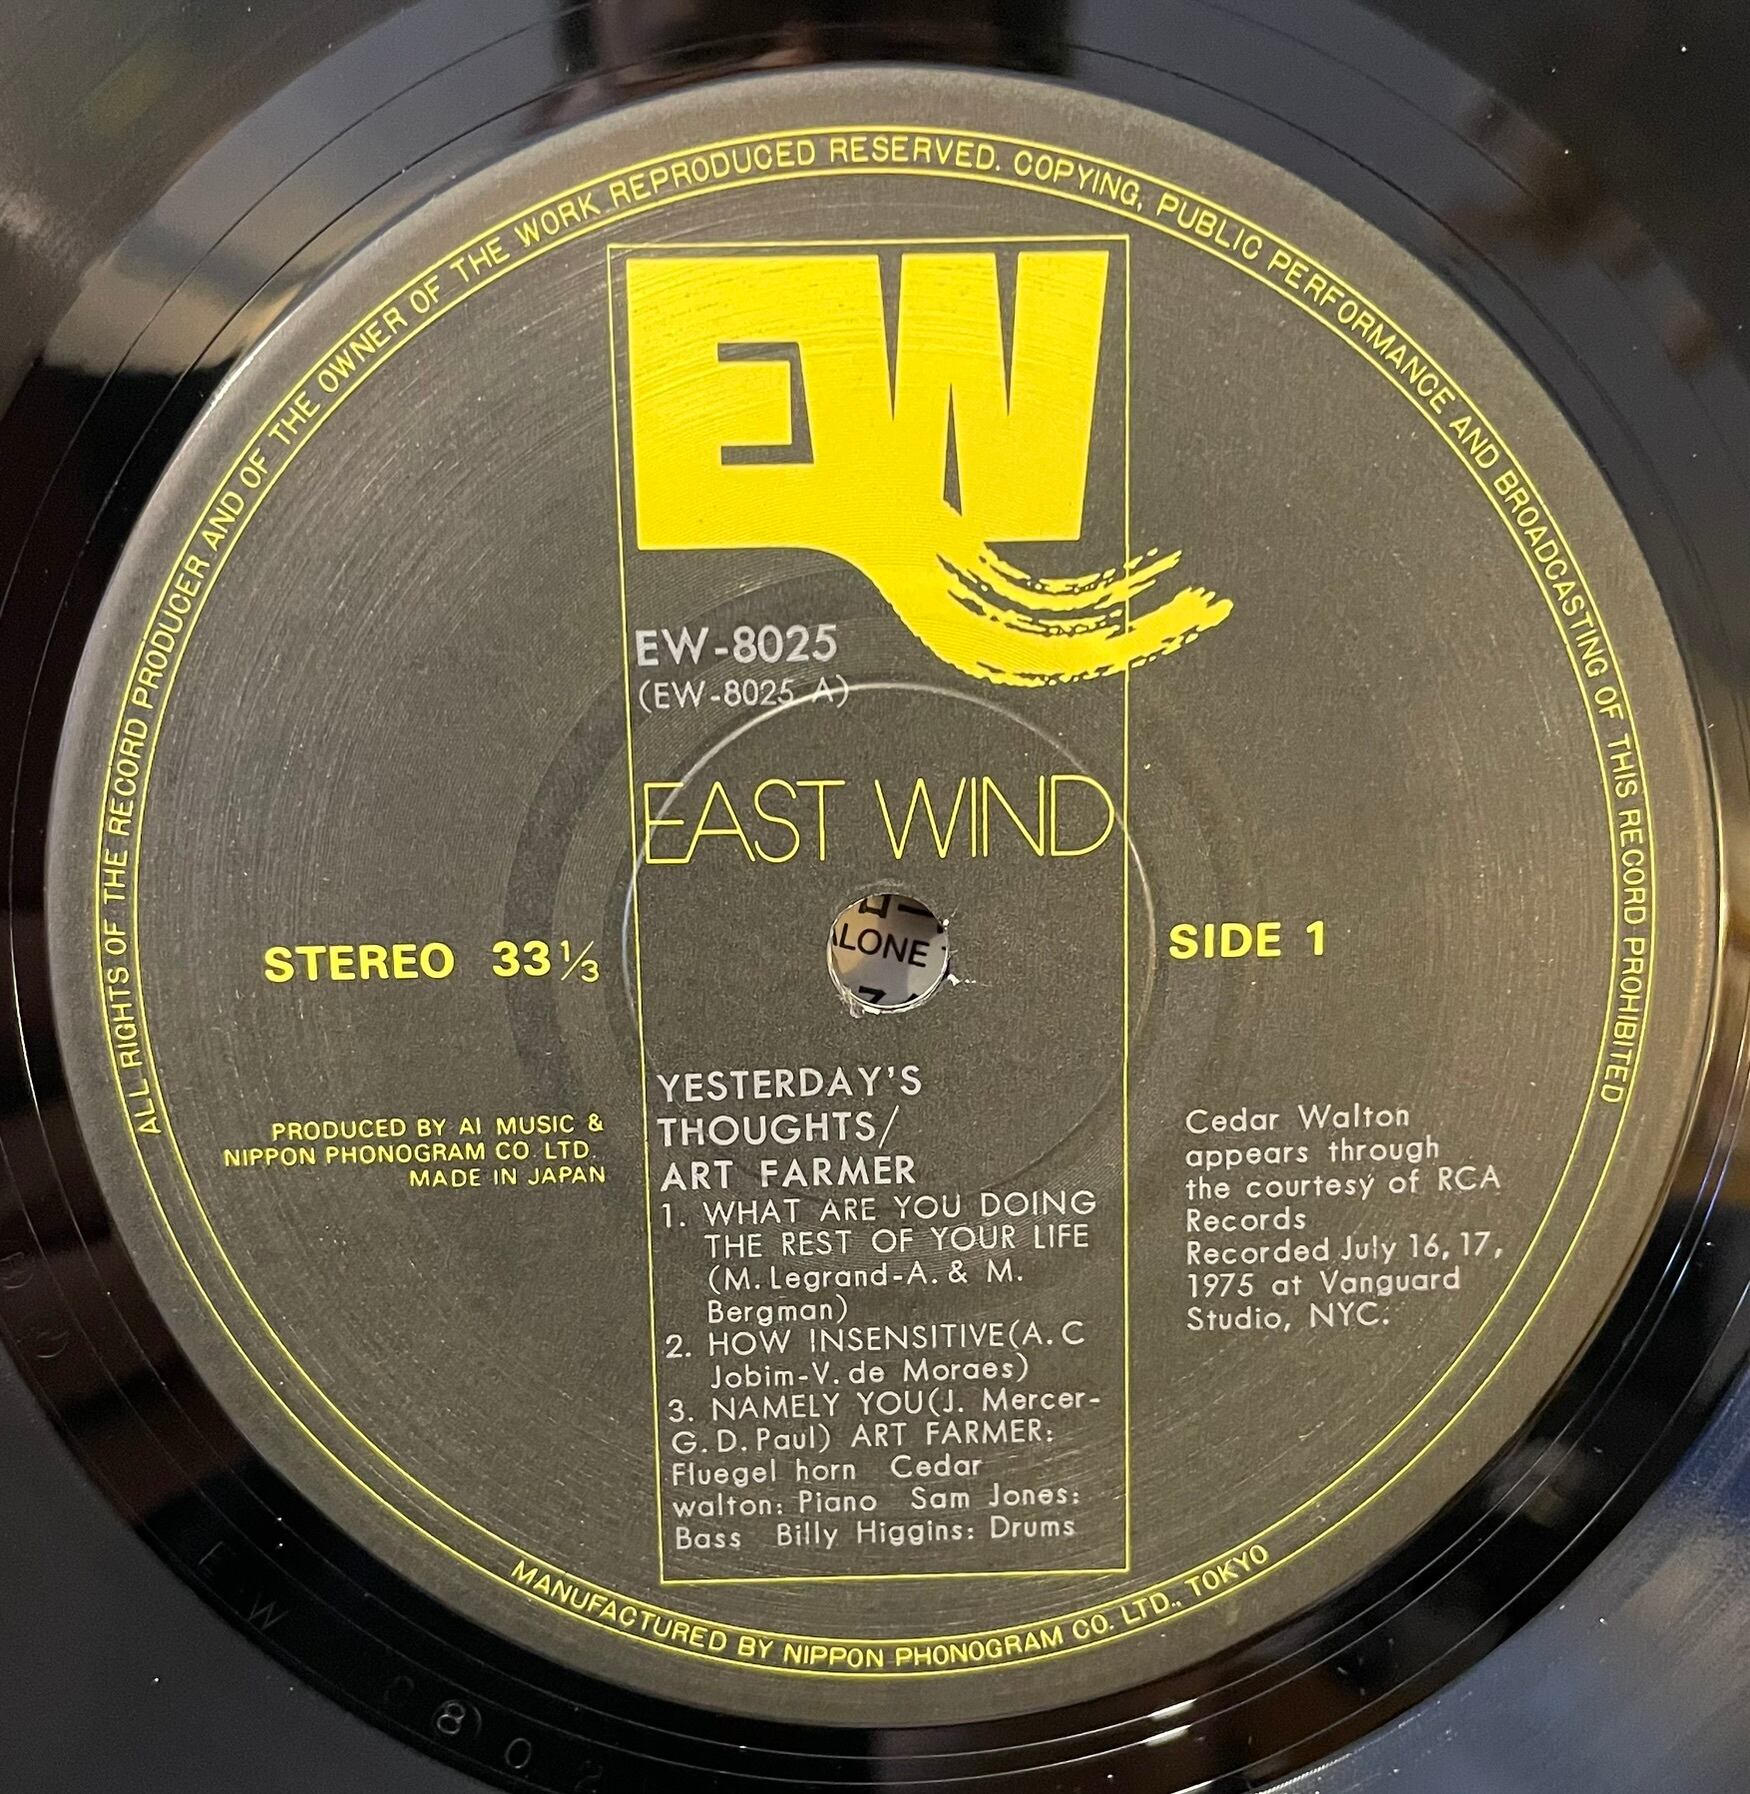 ALL RIGHTS OF THE RECORD PRODUCER AND OF THE OWNER OF THE WORK REPRODUCED RESERVED. COPYING, PUBLIC PERFORMANCE AND BROADCASTING OF THIS RECORD PROHIBITED
EW
EW-8025
(EW-8025 A)
EAST WIND
STEREO 33⅓
LONE
SIDE 1
PRODUCED BY AI MUSIC &
NIPPON PHONOGRAM CO. LTD.
MADE IN JAPAN
YESTERDAY'S
THOUGHTS/
ART FARMER
1. WHAT ARE YOU DOING
THE REST OF YOUR LIFE
(M. Legrand-A. & M.
Bergman)
2. HOW INSENSITIVE(A. C
Jobim-V. de Moraes)
3. NAMELY YOU(J. Mercer-
G. D. Paul) ART FARMER:
Fluegel horn Cedar
walton: Piano Sam Jones:
Bass Billy Higgins: Drums
Cedar Walton
appears through
the courtesy of RCA
Records
Recorded July 16, 17,
1975 at Vanguard
Studio, NYC.
MANUFACTURED BY NIPPON PHONOGRAM CO. LTD., TOKYO
EW 802